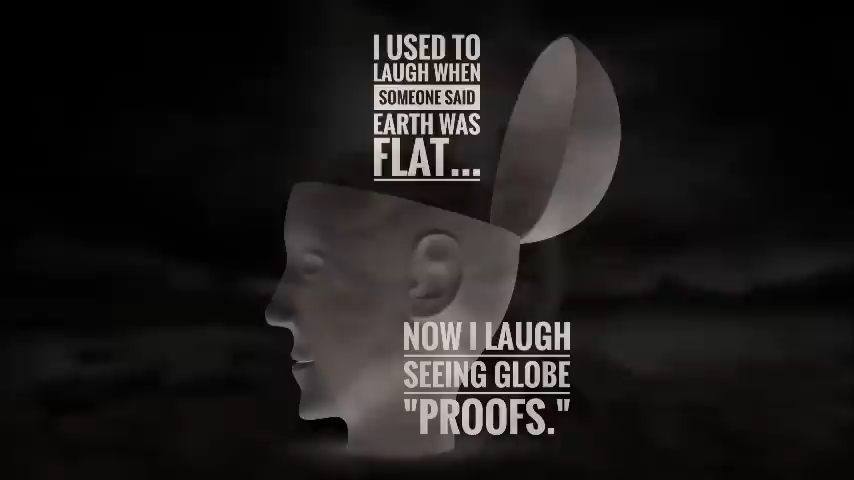 I USED TO
LAUGH WHEN
SOMEONE SAID
EARTH WAS
FLAT...
NOW I LAUGH
SEEING GLOBE
"PROOFS."